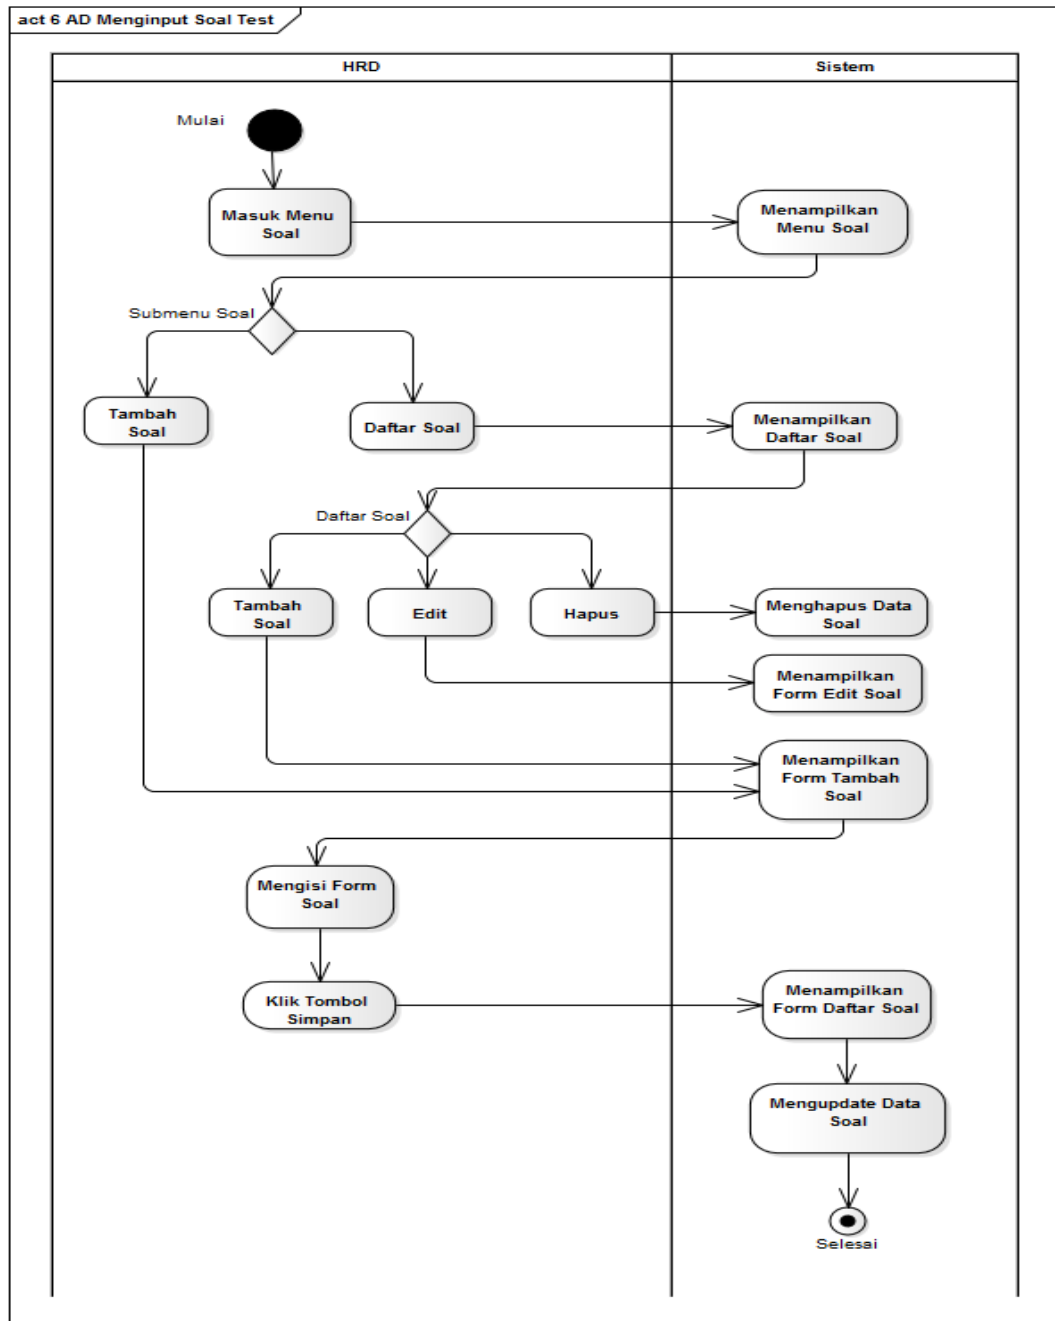 act 6 AD Menginput Soal Test
HRD
Sistem
Mulai
Masuk Menu
Soal
Menampilkan
Menu Soal
Submenu Soal
Tambah
Soal
Daftar Soal
Menampilkan
Daftar Soal
Daftar Soal
Tambah
Soal
Edit
Hapus
Menghapus Data
Soal
Menampilkan
Form Edit Soal
Menampilkan
Form Tambah
Soal
Mengisi Form
Soal
Klik Tombol
Simpan
Menampilkan
Form Daftar Soal
Mengupdate Data
Soal
Selesai